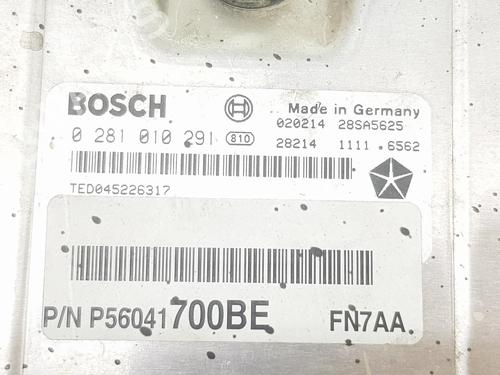 BOSCH
Made in Germany
020214 28SA5625
0 281 010 291 810
28214 1111.6562
TED045226317
P/N P56041700BE FN7AA